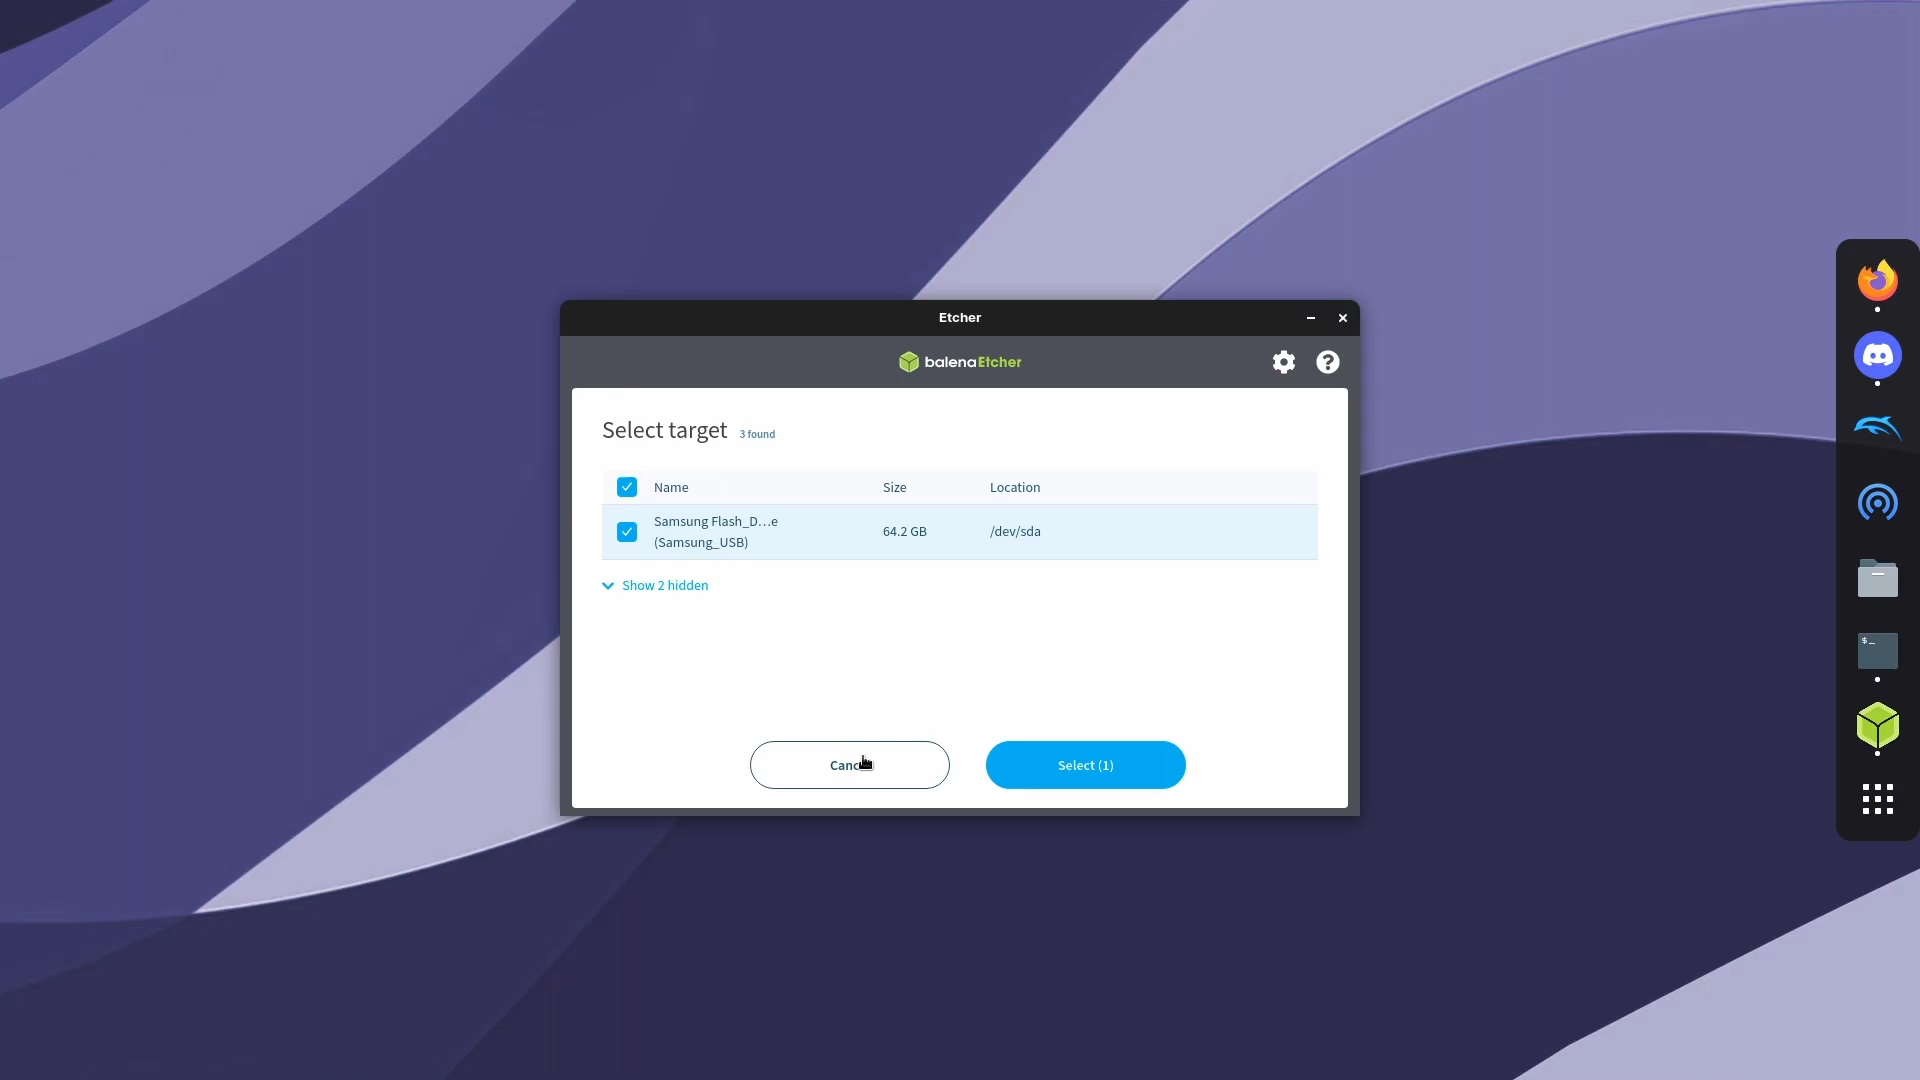 Etcher
balenaEtcher
Select target 3 found
Name Size Location
Samsung Flash_D...e
(Samsung_USB) 64.2 GB /dev/sda
Show 2 hidden
Select (1)
$_